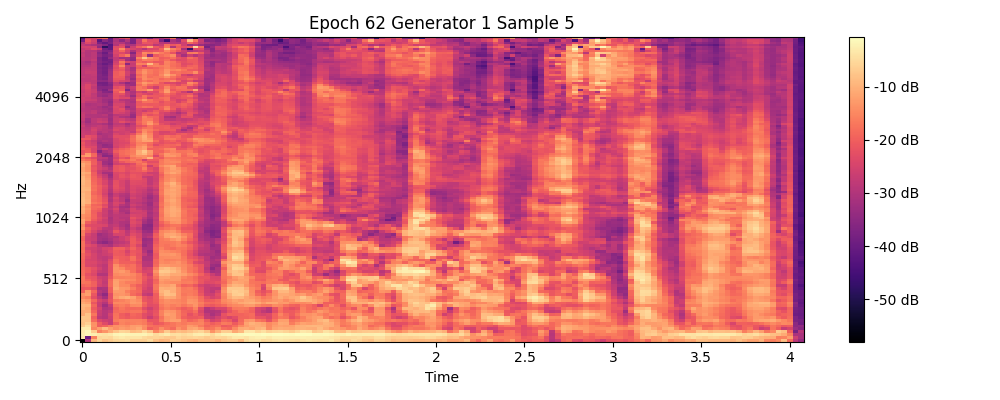 Epoch 62 Generator 1 Sample 5
Hz
4096
2048
1024
512
0
0 0.5 1 1.5 2 2.5 3 3.5 4
Time
-10 dB
-20 dB
-30 dB
-40 dB
-50 dB